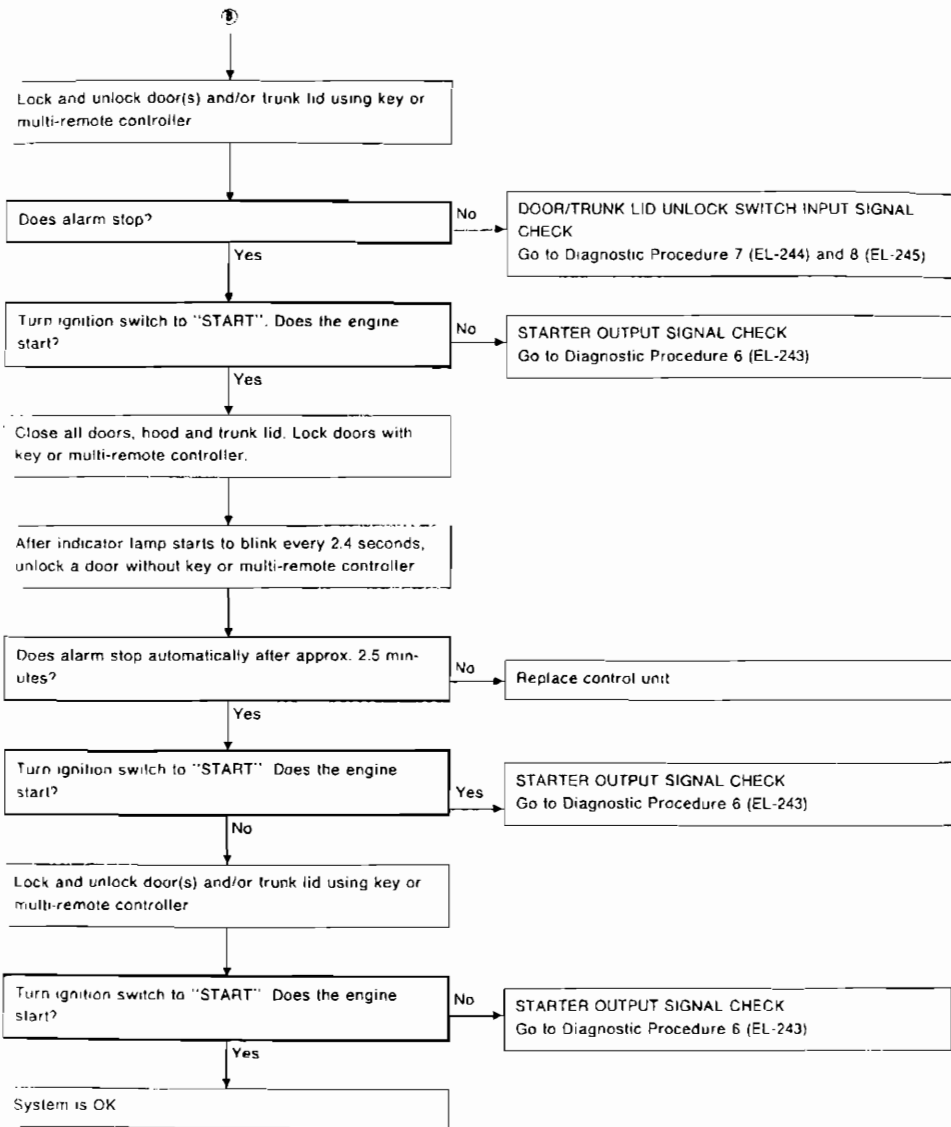 B
Lock and unlock door(s) and/or trunk lid using key or
multi-remote controller
Does alarm stop?
No
DOOR/TRUNK LID UNLOCK SWITCH INPUT SIGNAL
CHECK
Go to Diagnostic Procedure 7 (EL-244) and 8 (EL-245)
Yes
Turn ignition switch to "START". Does the engine
start?
No
STARTER OUTPUT SIGNAL CHECK
Go to Diagnostic Procedure 6 (EL-243)
Yes
Close all doors, hood and trunk lid. Lock doors with
key or multi-remote controller.
After indicator lamp starts to blink every 2.4 seconds,
unlock a door without key or multi-remote controller
Does alarm stop automatically after approx. 2.5 min-
utes?
No
Replace control unit
Yes
Turn ignition switch to "START" Does the engine
start?
Yes
STARTER OUTPUT SIGNAL CHECK
Go to Diagnostic Procedure 6 (EL-243)
No
Lock and unlock door(s) and/or trunk lid using key or
multi-remote controller
Turn ignition switch to "START" Does the engine
start?
No
STARTER OUTPUT SIGNAL CHECK
Go to Diagnostic Procedure 6 (EL-243)
Yes
System is OK